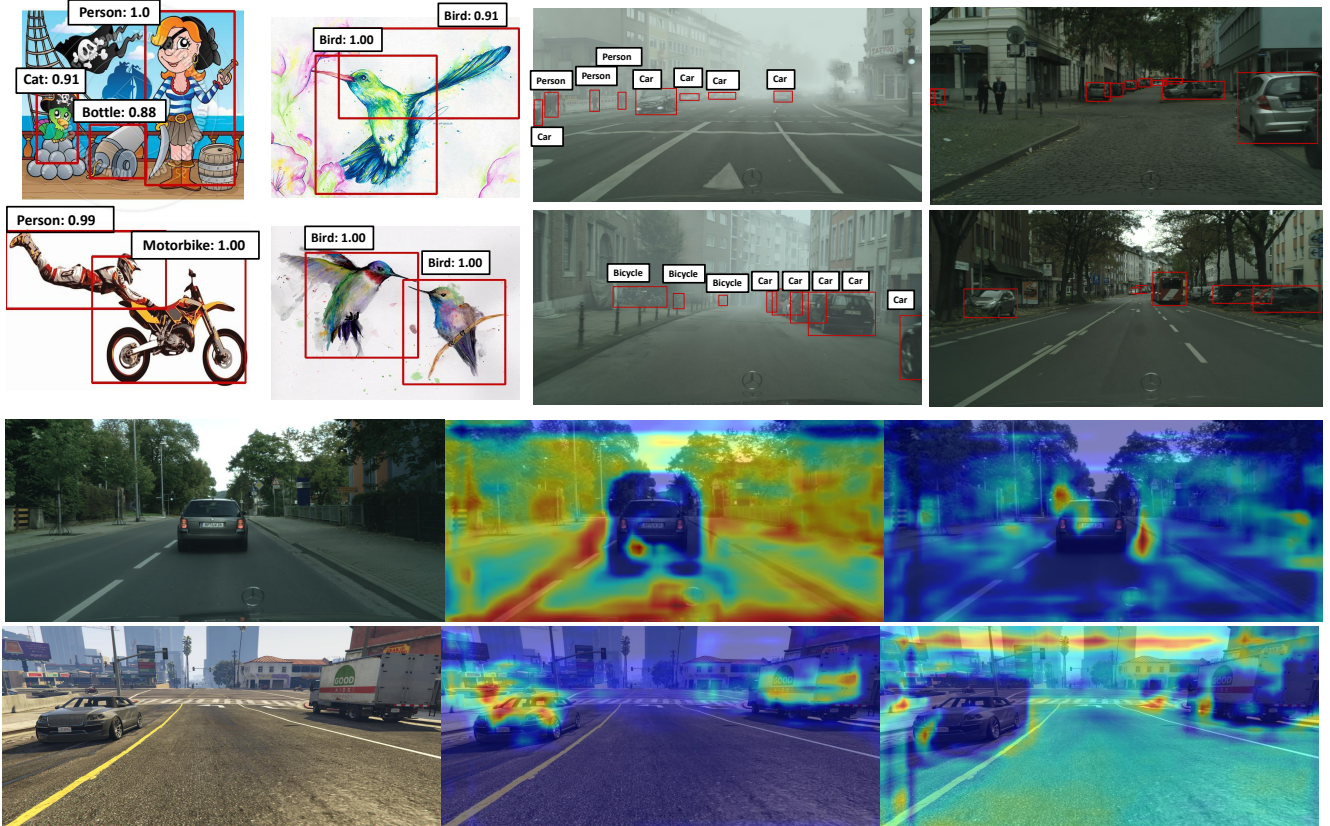 Person: 1.0
Cat: 0.91
Bottle: 0.88
Bird: 0.91
Bird: 1.00
Person
Person
Person
Car
Car
Car
Car
Car
Person: 0.99
Motorbike: 1.00
Bird: 1.00
Bird: 1.00
Bicycle
Bicycle
Bicycle
Car
Car
Car
Car
Car
GOOD